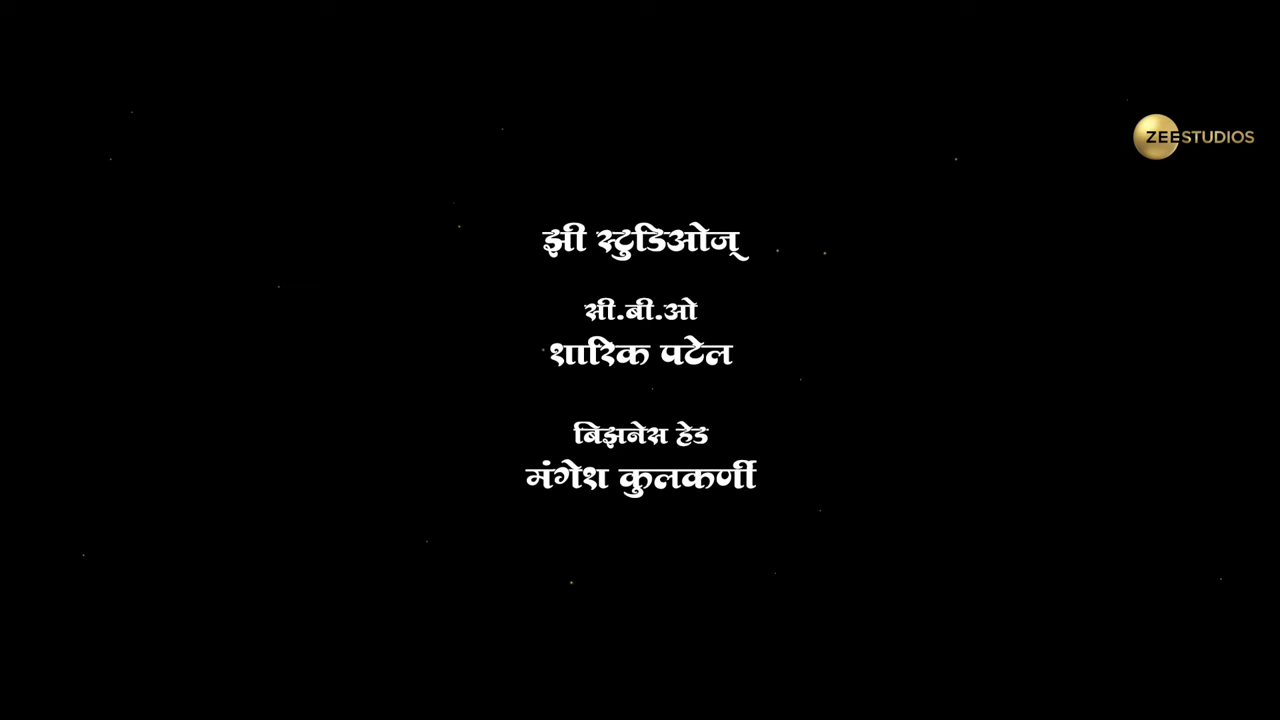 ZEESTUDIOS
झी स्टुडिओज्
सी.बी.ओ
शारिक पटेल
बिझनेस हेड
मंगेश कुलकर्णी